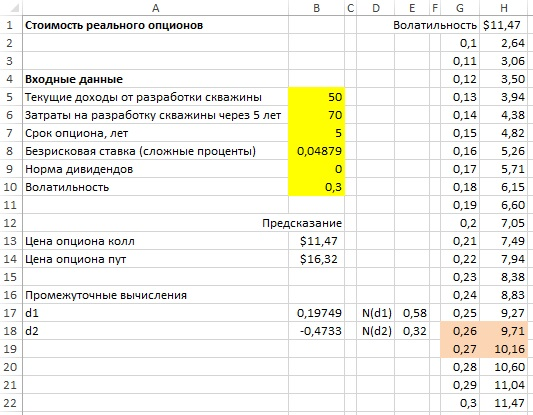 A B C D E F G H
1 Стоимость реального опционов Волатильность $11,47
2 0,1 2,64
3 0,11 3,06
4 Входные данные 0,12 3,50
5 Текущие доходы от разработки скважины 50 0,13 3,94
6 Затраты на разработку скважины через 5 лет 70 0,14 4,38
7 Срок опциона, лет 5 0,15 4,82
8 Безрисковая ставка (сложные проценты) 0,04879 0,16 5,26
9 Норма дивидендов 0 0,17 5,71
10 Волатильность 0,3 0,18 6,15
11 0,19 6,60
12 Предсказание 0,2 7,05
13 Цена опциона колл $11,47 0,21 7,49
14 Цена опциона пут $16,32 0,22 7,94
15 0,23 8,38
16 Промежуточные вычисления 0,24 8,83
17 d1 0,19749 N(d1) 0,58 0,25 9,27
18 d2 -0,4733 N(d2) 0,32 0,26 9,71
19 0,27 10,16
20 0,28 10,60
21 0,29 11,04
22 0,3 11,47